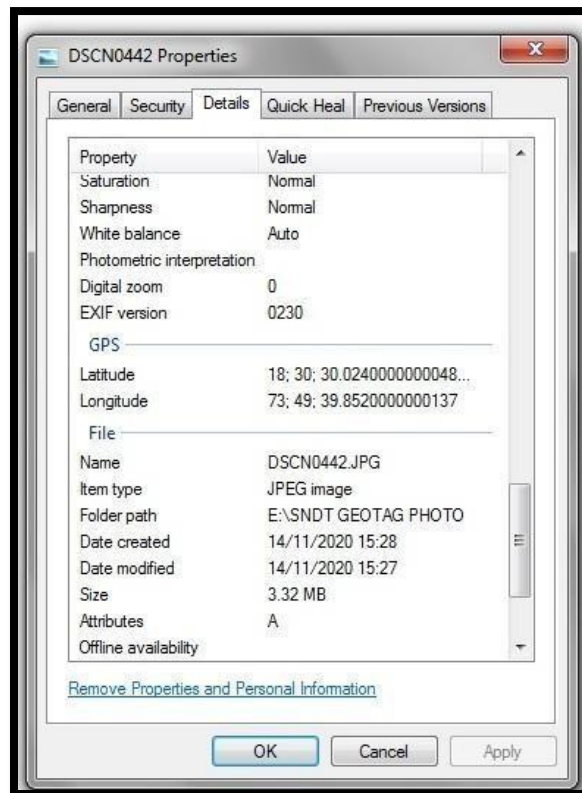 DSCN0442 Properties
General Security Details Quick Heal Previous Versions
Property Value
Saturation Normal
Sharpness Normal
White balance Auto
Photometric interpretation
Digital zoom 0
EXIF version 0230
GPS
Latitude 18; 30; 30.0240000000048...
Longitude 73; 49; 39.8520000000137
File
Name DSCN0442.JPG
Item type JPEG image
Folder path E:\SNDT GEOTAG PHOTO
Date created 14/11/2020 15:28
Date modified 14/11/2020 15:27
Size 3.32 MB
Attributes A
Offline availability
Remove Properties and Personal Information
OK Cancel Apply